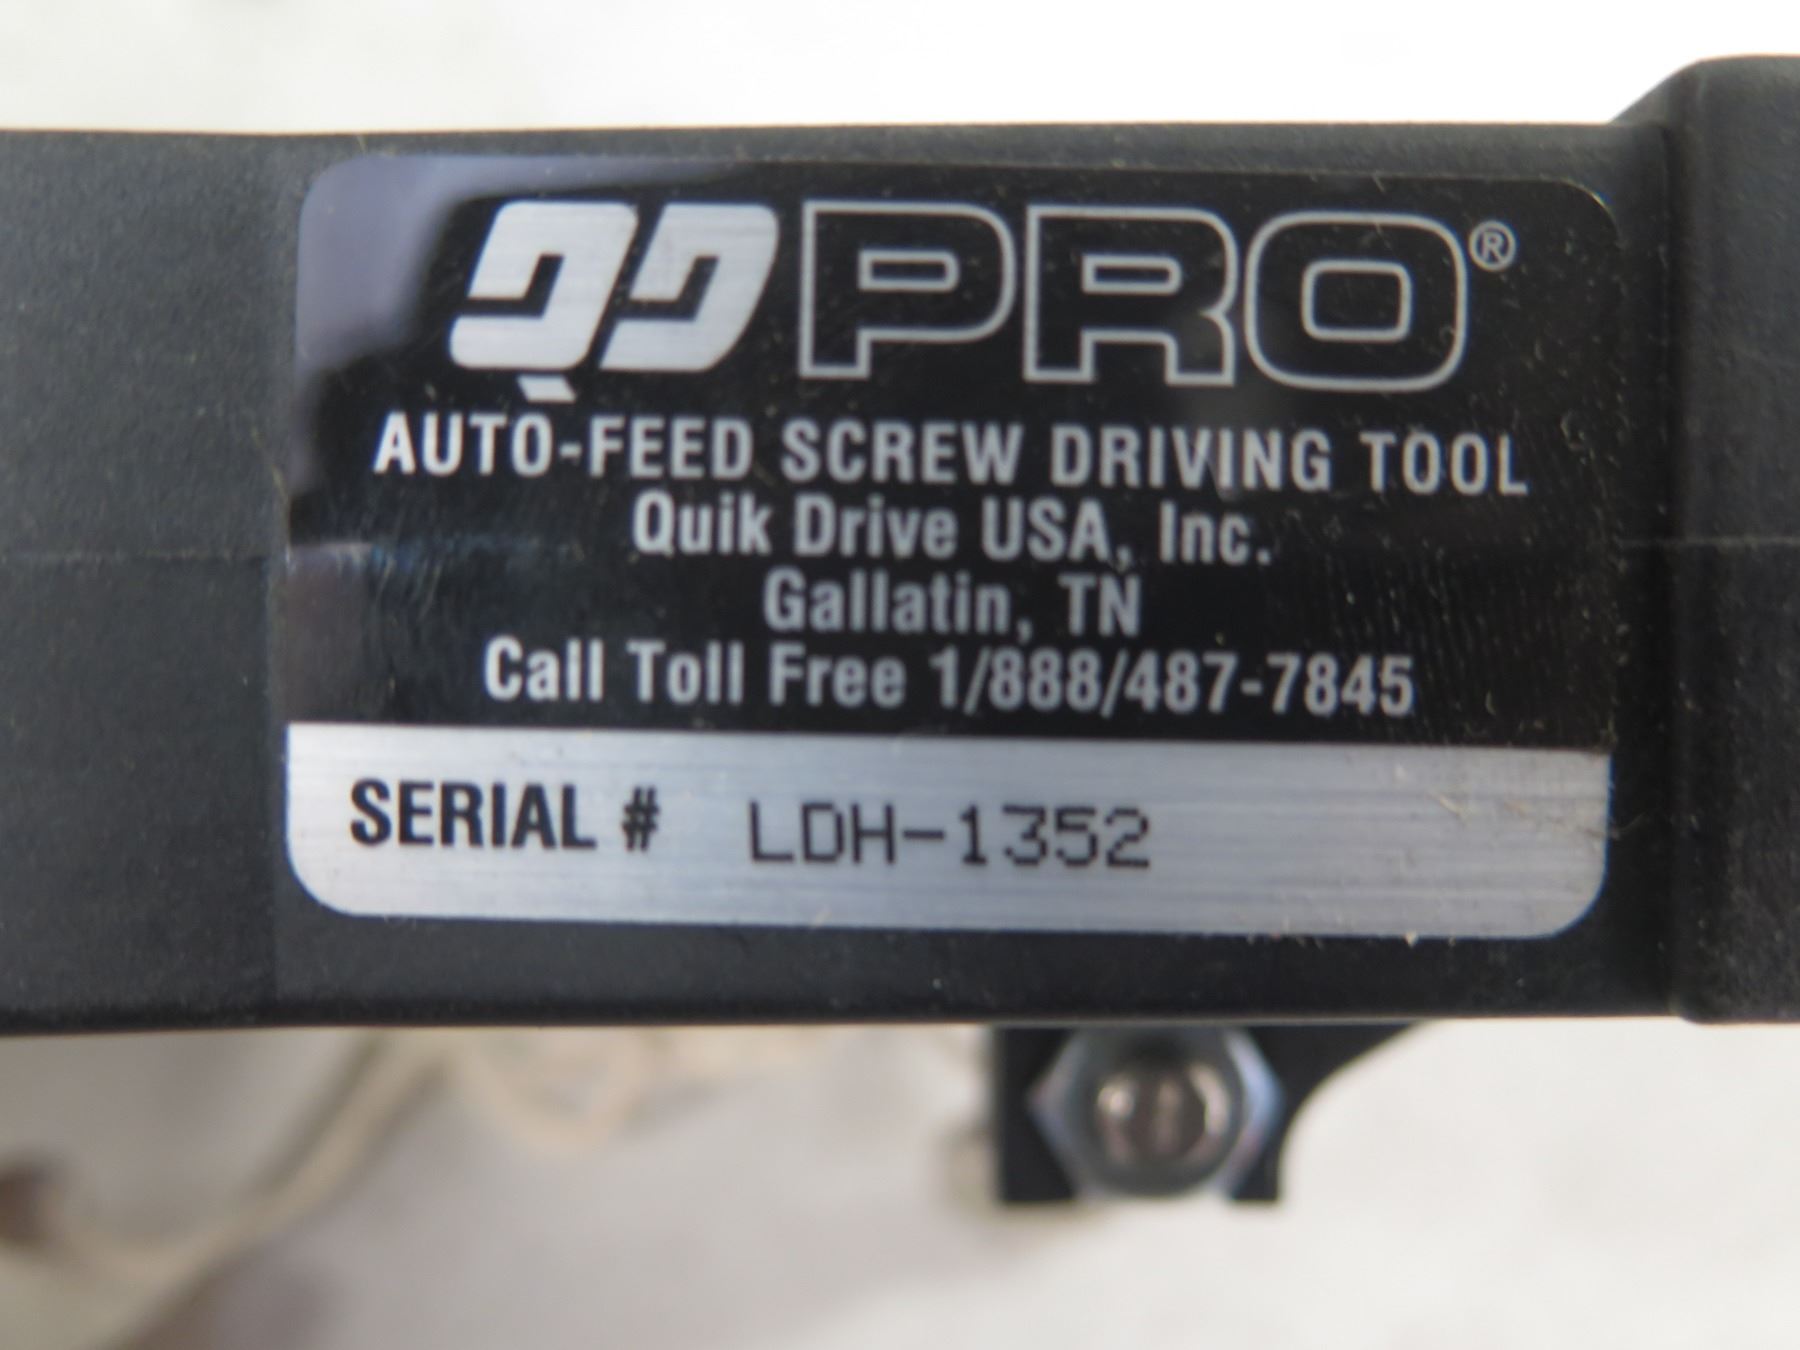 QD PRO®
AUTO-FEED SCREW DRIVING TOOL
Quik Drive USA, Inc.
Gallatin, TN
Call Toll Free 1/888/487-7845
SERIAL # LDH-1352